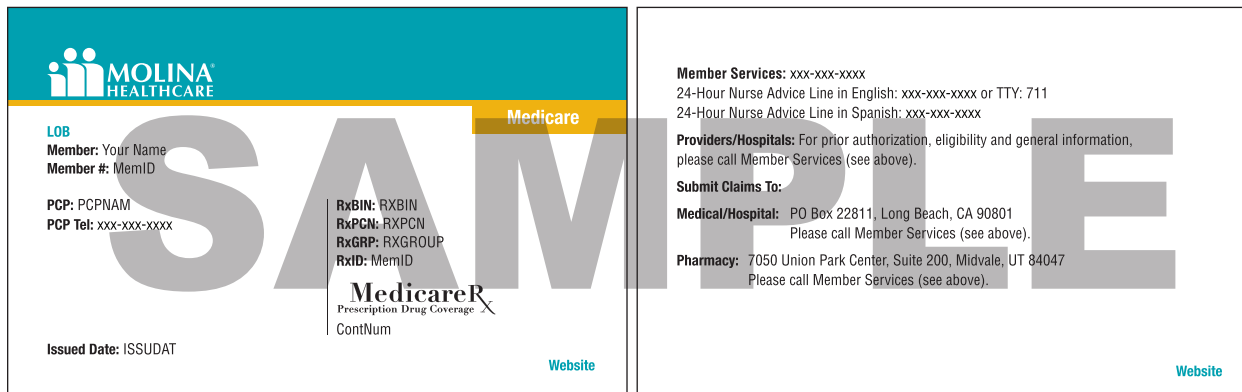 MOLINA®
HEALTHCARE
Medicare
LOB
Member: Your Name
Member #: MemID
PCP: PCPNAM
PCP Tel: xxx-xxx-xxxx
RxBIN: RXBIN
RxPCN: RXPCN
RxGRP: RXGROUP
RxID: MemID
MedicareRx
Prescription Drug Coverage
ContNum
Issued Date: ISSUDAT
Website
Member Services: xxx-xxx-xxxx
24-Hour Nurse Advice Line in English: xxx-xxx-xxxx or TTY: 711
24-Hour Nurse Advice Line in Spanish: xxx-xxx-xxxx
Providers/Hospitals: For prior authorization, eligibility and general information,
please call Member Services (see above).
Submit Claims To:
Medical/Hospital: PO Box 22811, Long Beach, CA 90801
Please call Member Services (see above).
Pharmacy: 7050 Union Park Center, Suite 200, Midvale, UT 84047
Please call Member Services (see above).
Website
SAMPLE